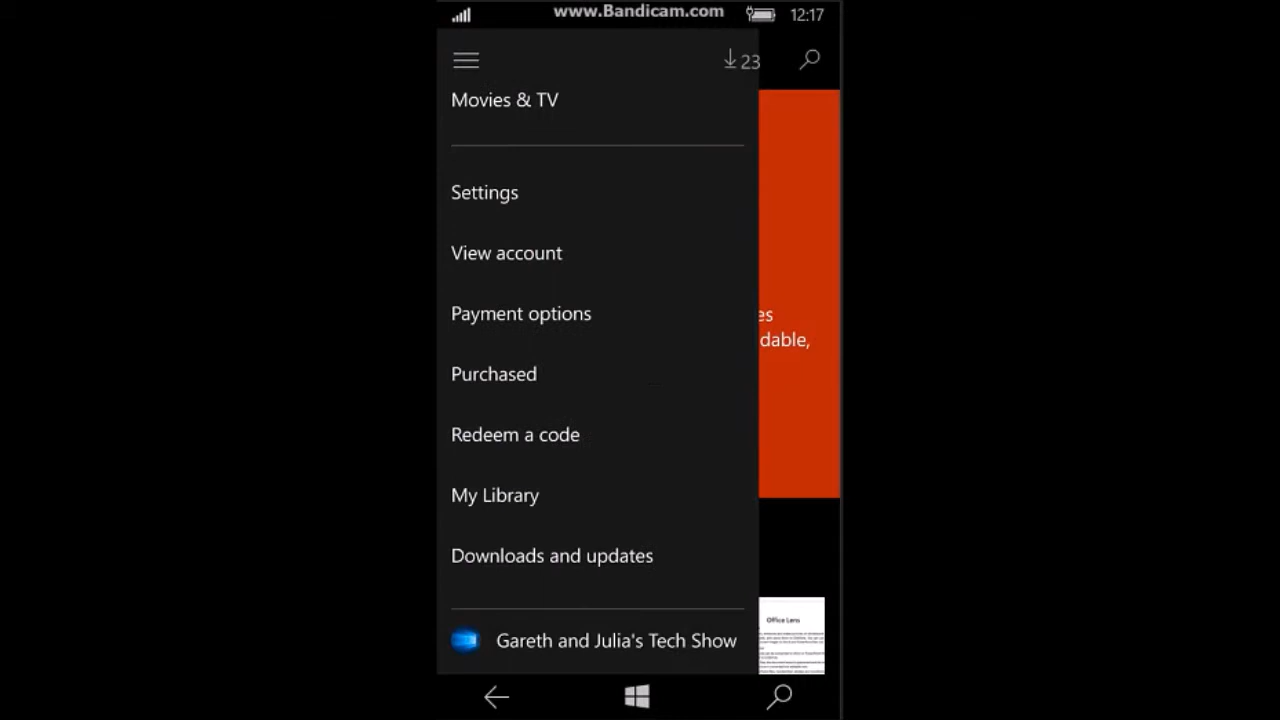 www.Bandicam.com
12:17
23
Movies & TV
Settings
View account
es
Payment options
dable,
Purchased
Redeem a code
My Library
Downloads and updates
Office Lens
Gareth and Julia's Tech Show